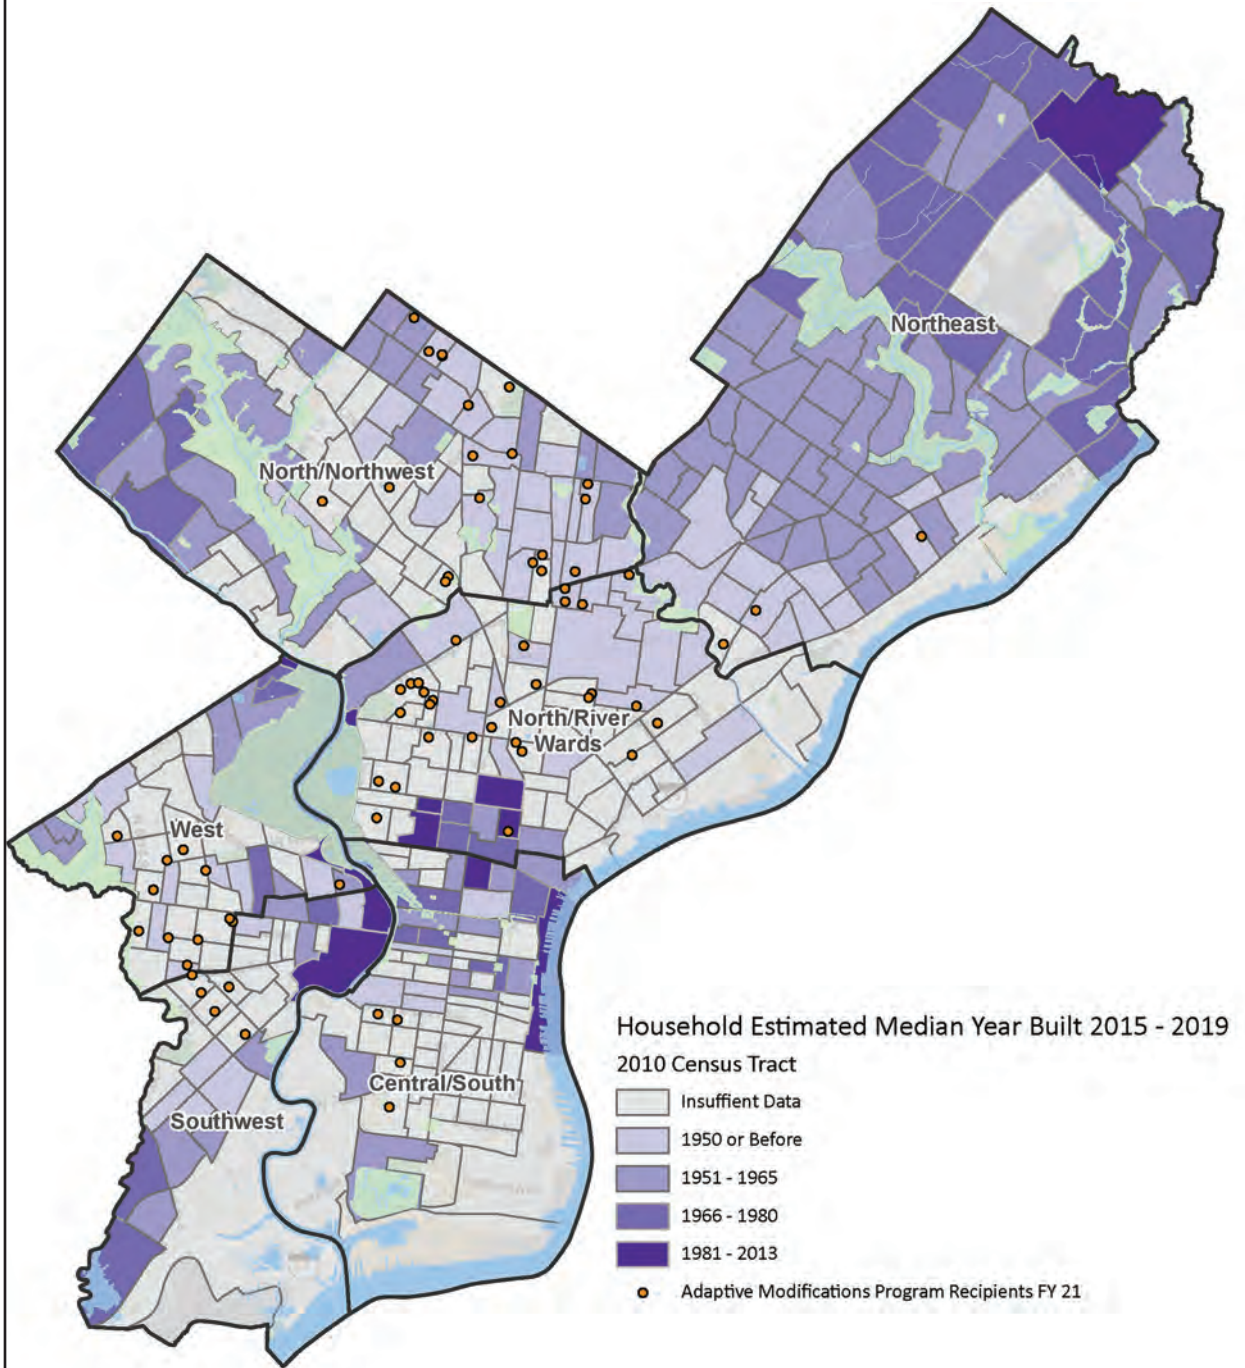 Northeast
North/Northwest
North/River
Wards
West
Central/South
Southwest
Household Estimated Median Year Built 2015 - 2019
2010 Census Tract
Insuffient Data
1950 or Before
1951 - 1965
1966 - 1980
1981 - 2013
Adaptive Modifications Program Recipients FY 21